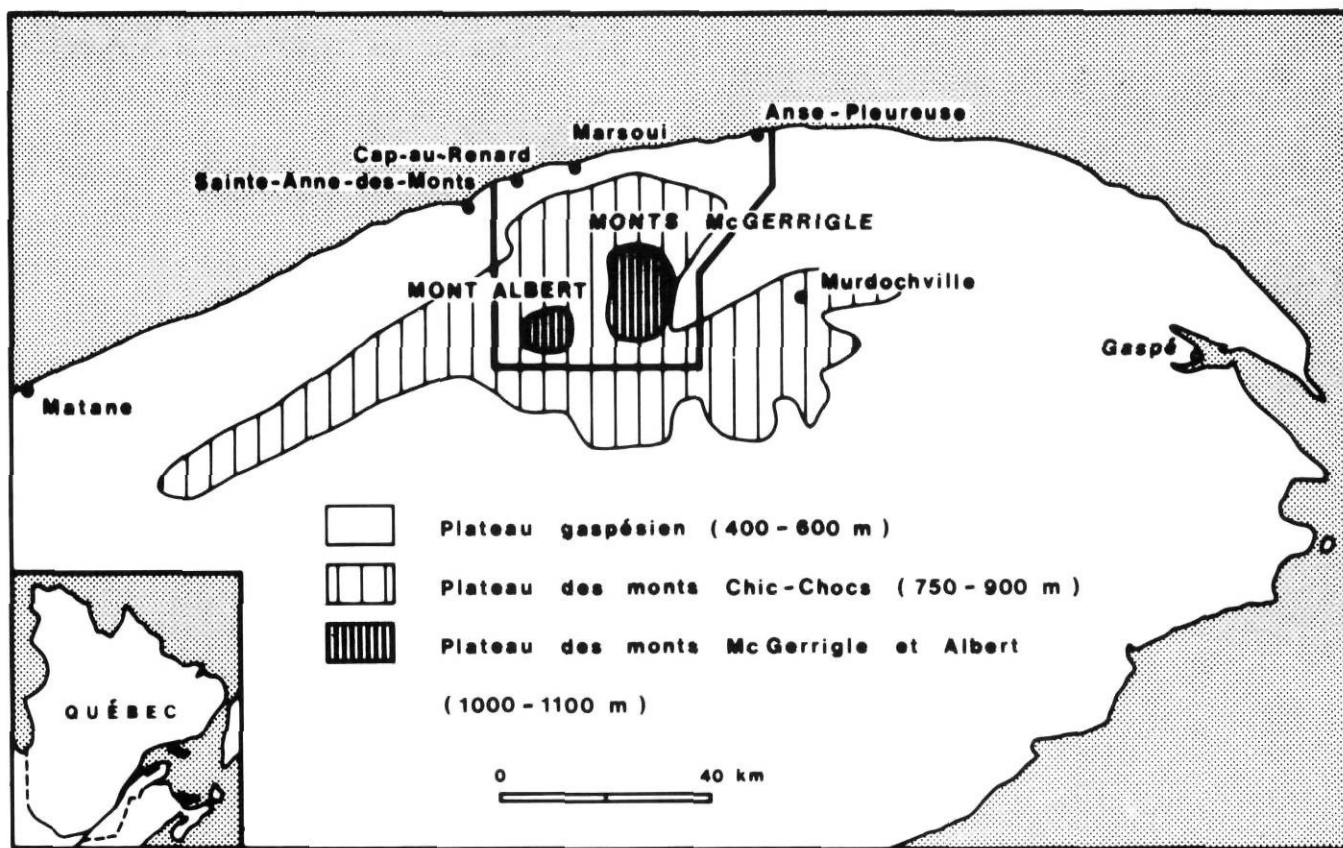 Anse-Pleureuse
Marsoui
Cap-au-Renard
Sainte-Anne-des-Monts
MONTS McGERRIGLE
MONT ALBERT
Murdochville
Gaspé
Matane
Plateau gaspésien (400-600 m)
Plateau des monts Chic-Chocs (750-900 m)
Plateau des monts McGerrigle et Albert
(1000-1100 m)
QUÉBEC
0 40 km